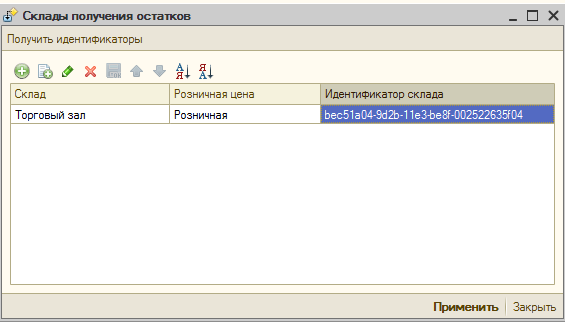 Склады получения остатков
Получить идентификаторы
Склад Розничная цена Идентификатор склада
Торговый зал Розничная bec51a04-9d2b-11e3-be8f-002522635f04
Применить Закрыть